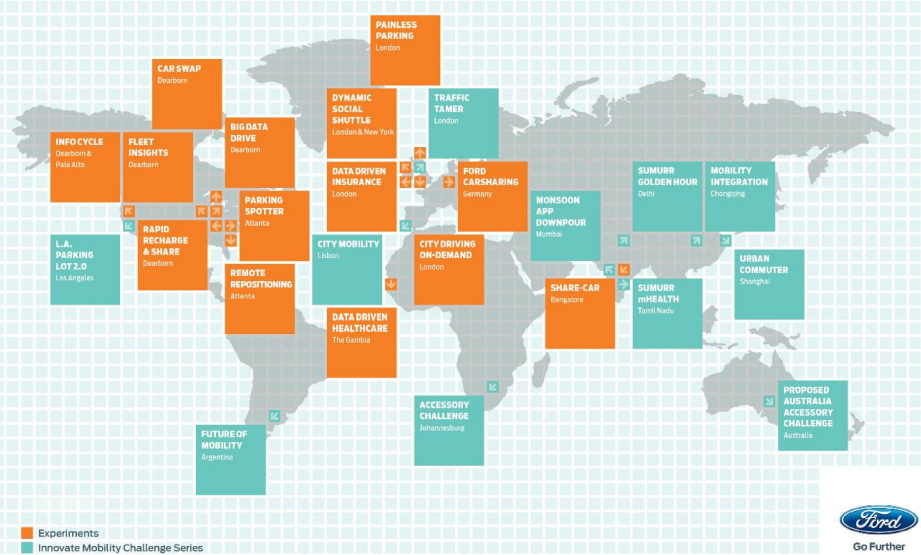 PAINLESS
PARKING
London
CAR SWAP
Dearborn
DYNAMIC
SOCIAL
SHUTTLE
London & New York
TRAFFIC
TAMER
London
BIG DATA
DRIVE
Dearborn
INFO CYCLE
Dearborn &
Palo Alto
FLEET
INSIGHTS
Dearborn
DATA DRIVEN
INSURANCE
London
FORD
CARSHARING
Germany
SUMURR
GOLDEN HOUR
Delhi
MOBILITY
INTEGRATION
Chongqing
PARKING
SPOTTER
Atlanta
MONSOON
APP
DOWNPOUR
Mumbai
RAPID
RECHARGE
& SHARE
Dearborn
L.A.
PARKING
LOT 2.0
Los Angeles
CITY MOBILITY
Lisbon
CITY DRIVING
ON-DEMAND
London
URBAN
COMMUTER
Shanghai
REMOTE
REPOSITIONING
Atlanta
SHARE-CAR
Bangalore
SUMURR
mHEALTH
Tamil Nadu
DATA DRIVEN
HEALTHCARE
The Gambia
PROPOSED
AUSTRALIA
ACCESSORY
CHALLENGE
Australia
ACCESSORY
CHALLENGE
Johannesburg
FUTURE OF
MOBILITY
Argentina
Experiments
Innovate Mobility Challenge Series
Ford
Go Further